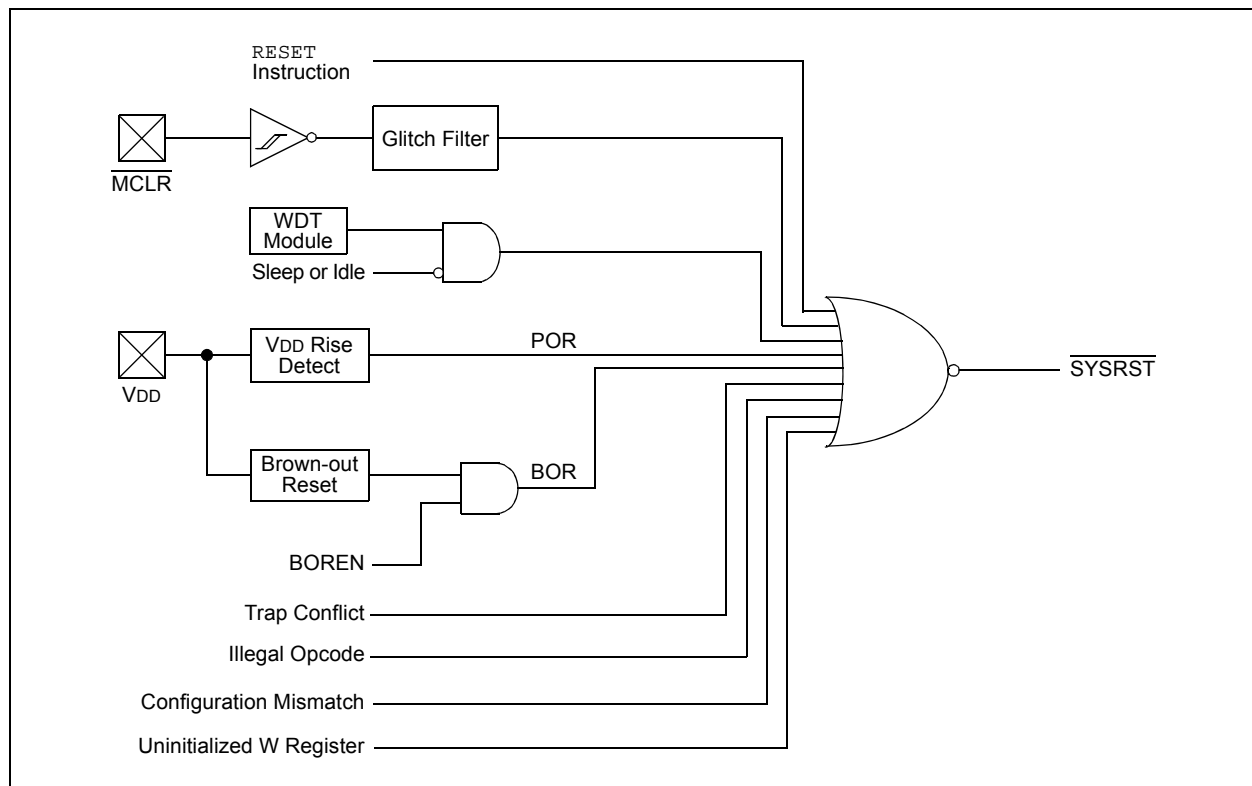 RESET
Instruction
Glitch Filter
MCLR
WDT
Module
Sleep or Idle
VDD Rise
Detect
POR
VDD
SYSRST
Brown-out
Reset
BOR
BOREN
Trap Conflict
Illegal Opcode
Configuration Mismatch
Uninitialized W Register